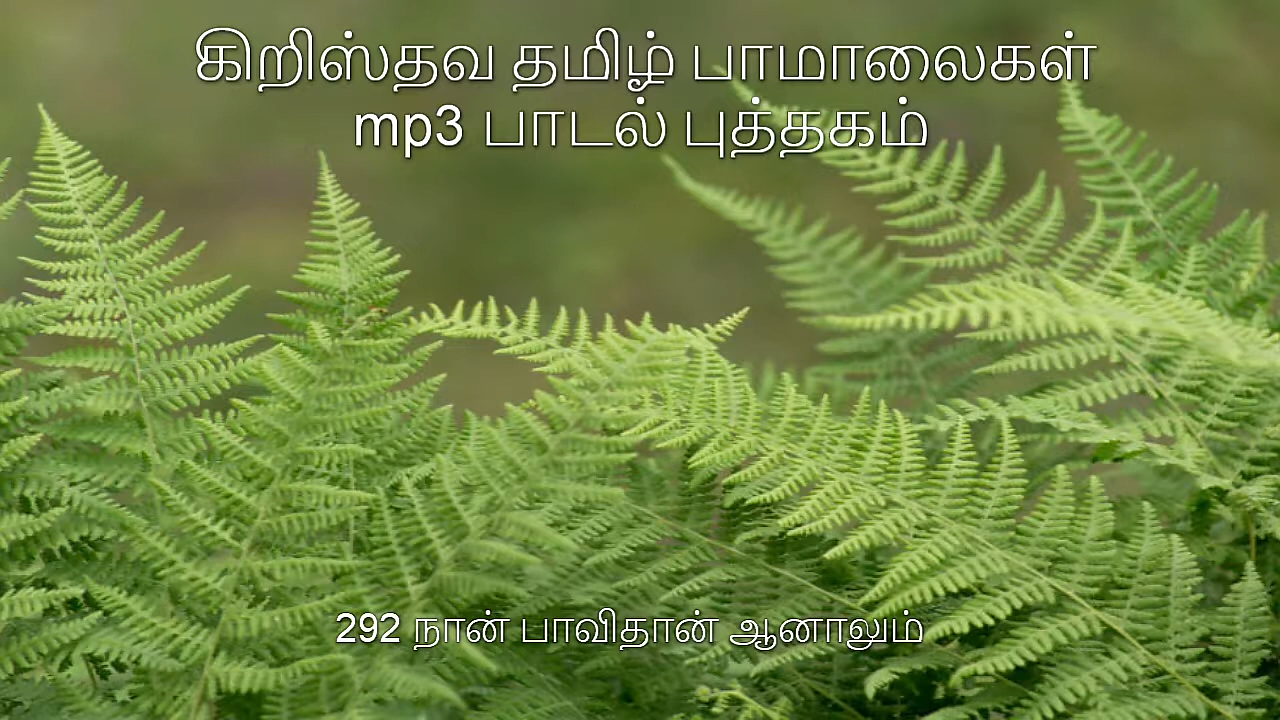 கிறிஸ்தவ தமிழ் பாமாலைகள்
mp3 பாடல் புத்தகம்
292 நான் பாவிதான் ஆனாலும்